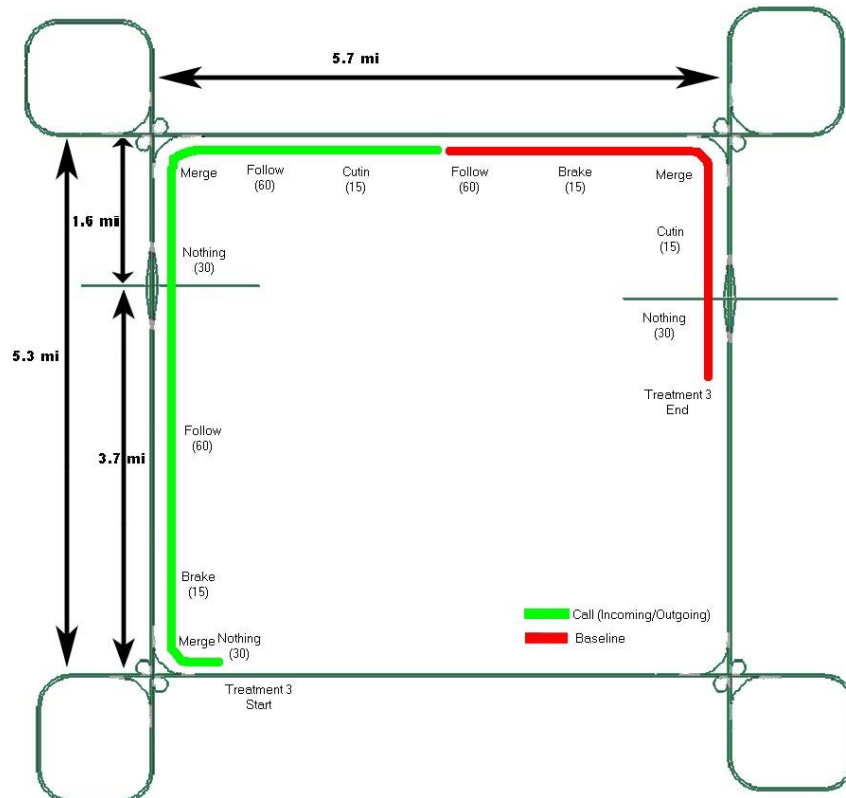 5.7 mi
Merge
Follow
(60)
Cutin
(15)
Follow
(60)
Brake
(15)
Merge
1.6 mi
Nothing
(30)
Cutin
(15)
Nothing
(30)
5.3 mi
Treatment 3
End
Follow
(60)
3.7 mi
Brake
(15)
Call (Incoming/Outgoing)
Baseline
Merge
Nothing
(30)
Treatment 3
Start